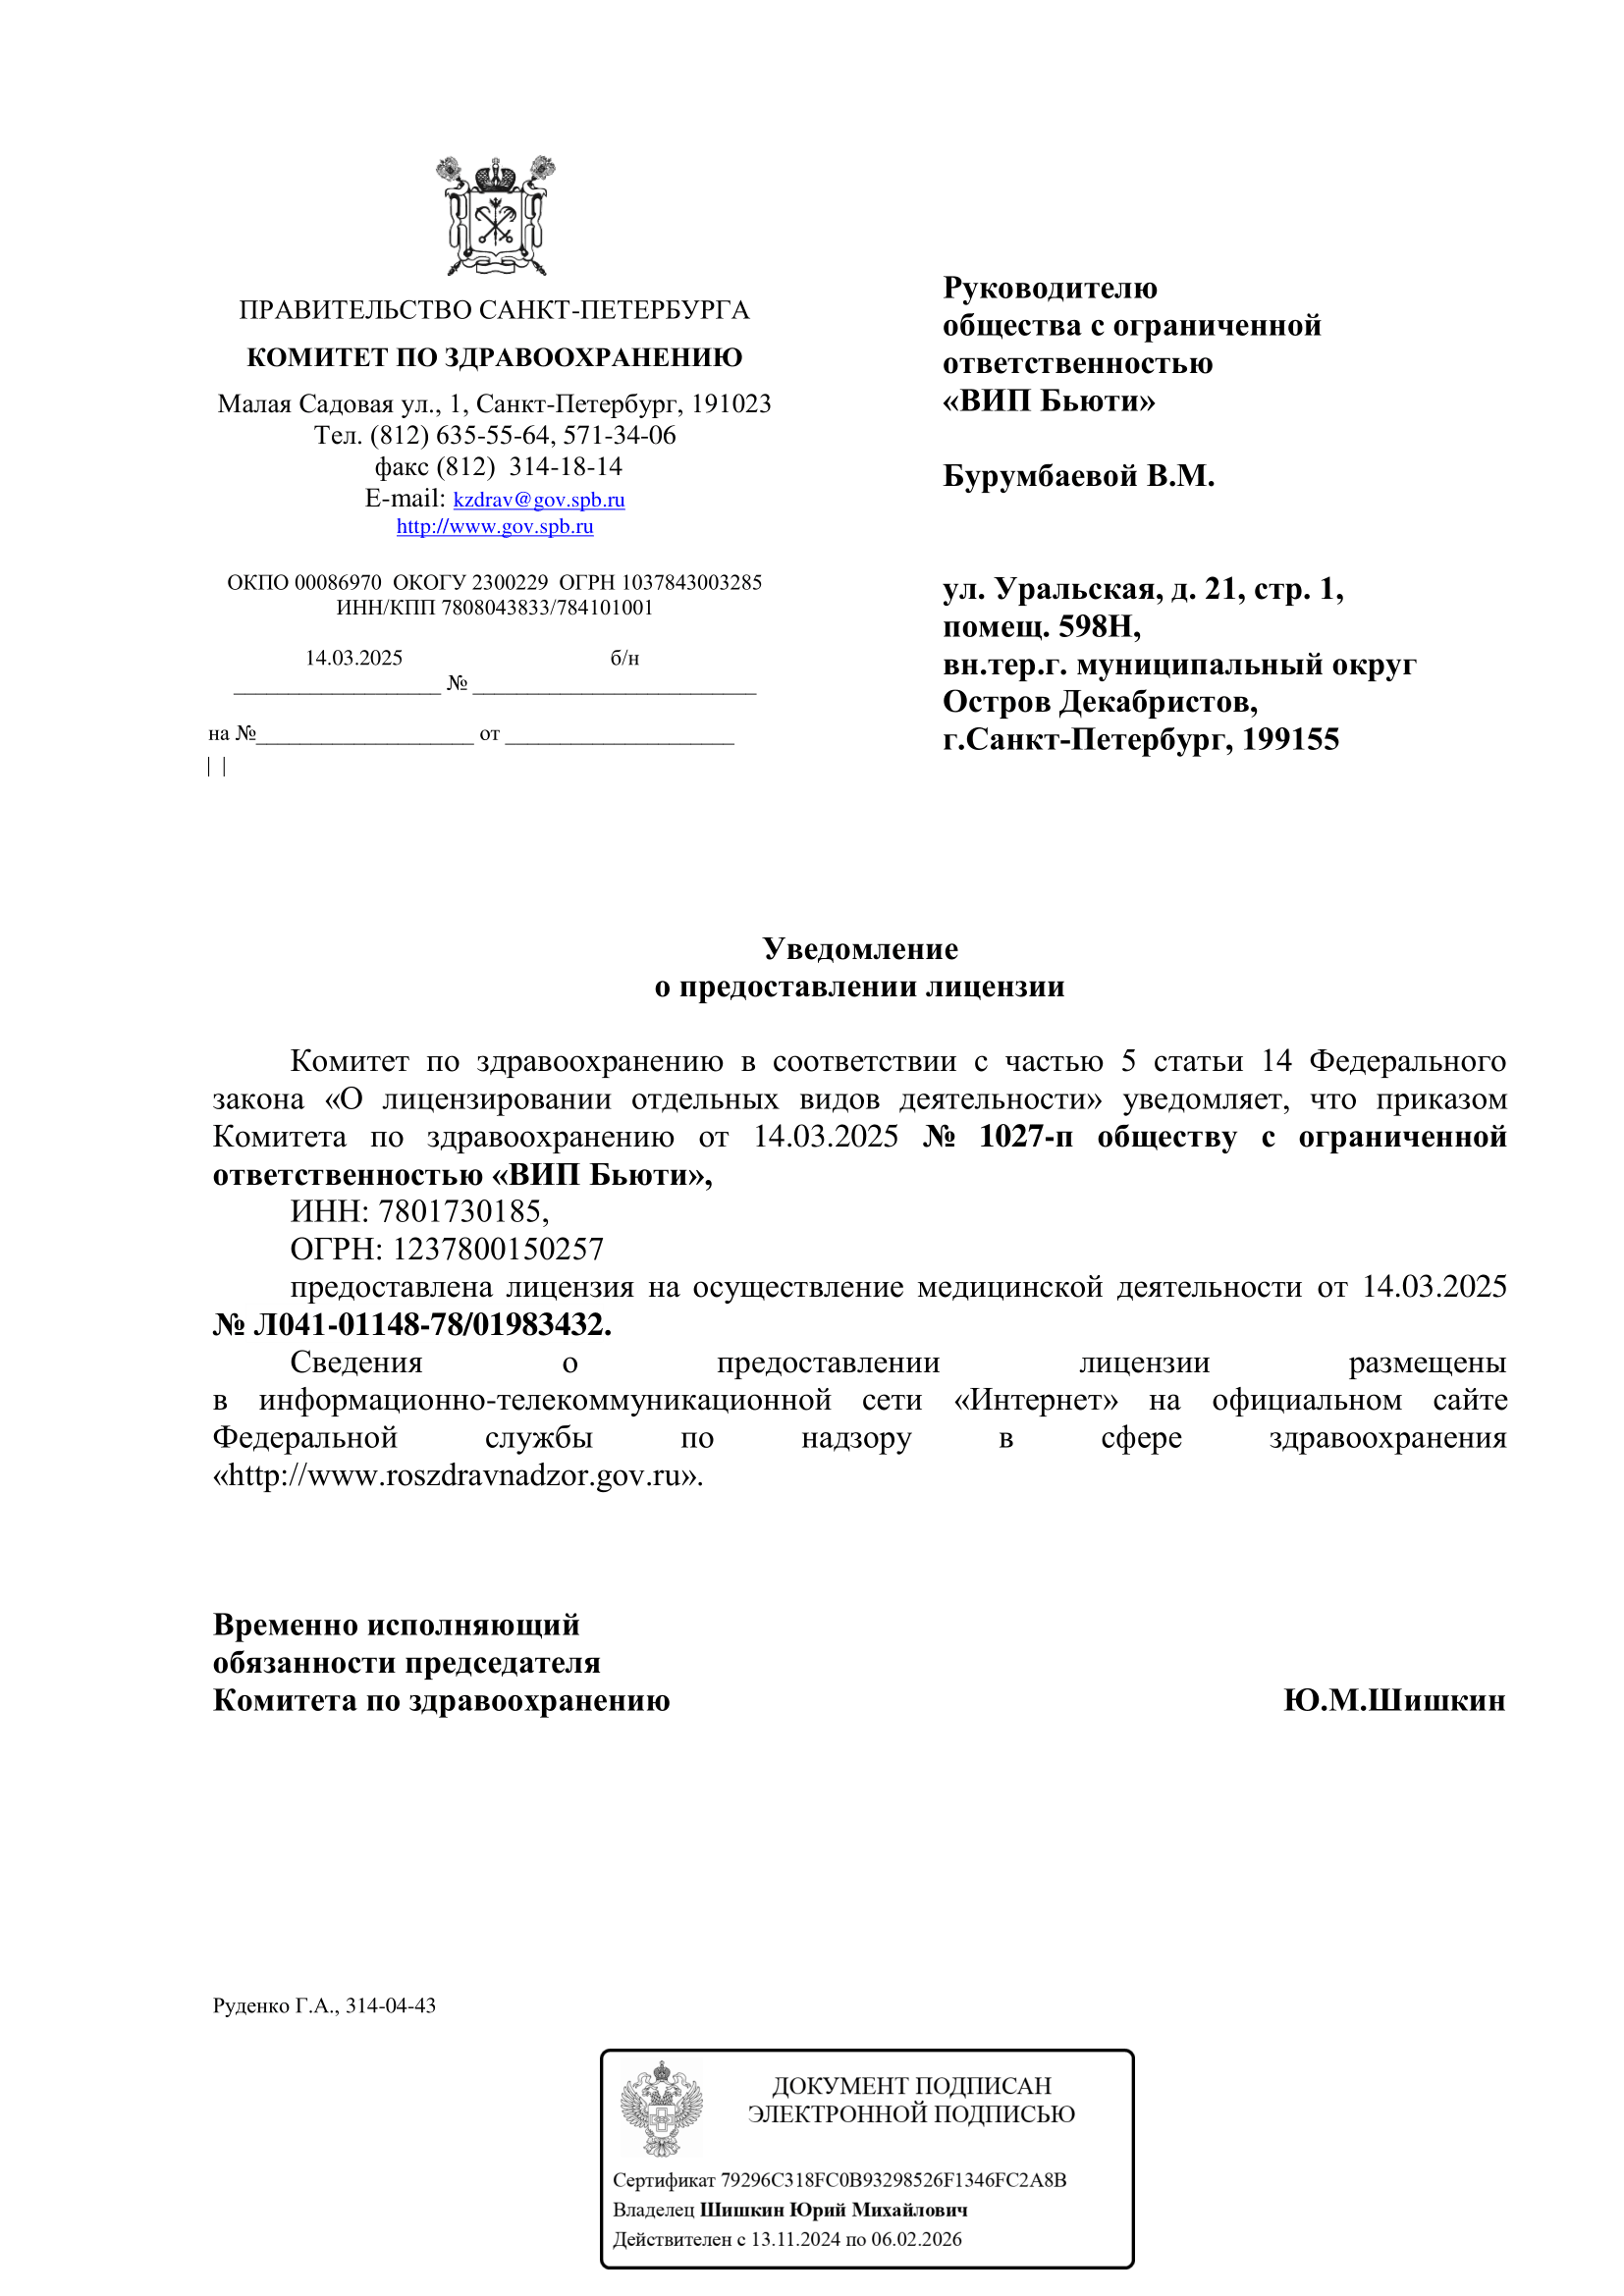 ПРАВИТЕЛЬСТВО САНКТ-ПЕТЕРБУРГА
КОМИТЕТ ПО ЗДРАВООХРАНЕНИЮ
Малая Садовая ул., 1, Санкт-Петербург, 191023
Тел. (812) 635-55-64, 571-34-06
факс (812) 314-18-14
E-mail: kzdrav@gov.spb.ru
http://www.gov.spb.ru
ОКПО 00086970 ОКОГУ 2300229 ОГРН 1037843003285
ИНН/КПП 7808043833/784101001
14.03.2025 б/н
___________________ № __________________________
на №____________________ от _____________________
Руководителю
общества с ограниченной
ответственностью
«ВИП Бьюти»
Бурумбаевой В.М.
ул. Уральская, д. 21, стр. 1,
помещ. 598Н,
вн.тер.г. муниципальный округ
Остров Декабристов,
г.Санкт-Петербург, 199155
Уведомление
о предоставлении лицензии
Комитет по здравоохранению в соответствии с частью 5 статьи 14 Федерального
закона «О лицензировании отдельных видов деятельности» уведомляет, что приказом
Комитета по здравоохранению от 14.03.2025 № 1027-п обществу с ограниченной
ответственностью «ВИП Бьюти»,
ИНН: 7801730185,
ОГРН: 1237800150257
предоставлена лицензия на осуществление медицинской деятельности от 14.03.2025
№ Л041-01148-78/01983432.
Сведения о предоставлении лицензии размещены
в информационно-телекоммуникационной сети «Интернет» на официальном сайте
Федеральной службы по надзору в сфере здравоохранения
«http://www.roszdravnadzor.gov.ru».
Временно исполняющий
обязанности председателя
Комитета по здравоохранению Ю.М.Шишкин
Руденко Г.А., 314-04-43
ДОКУМЕНТ ПОДПИСАН
ЭЛЕКТРОННОЙ ПОДПИСЬЮ
Сертификат 79296C318FC0B93298526F1346FC2A8B
Владелец Шишкин Юрий Михайлович
Действителен с 13.11.2024 по 06.02.2026